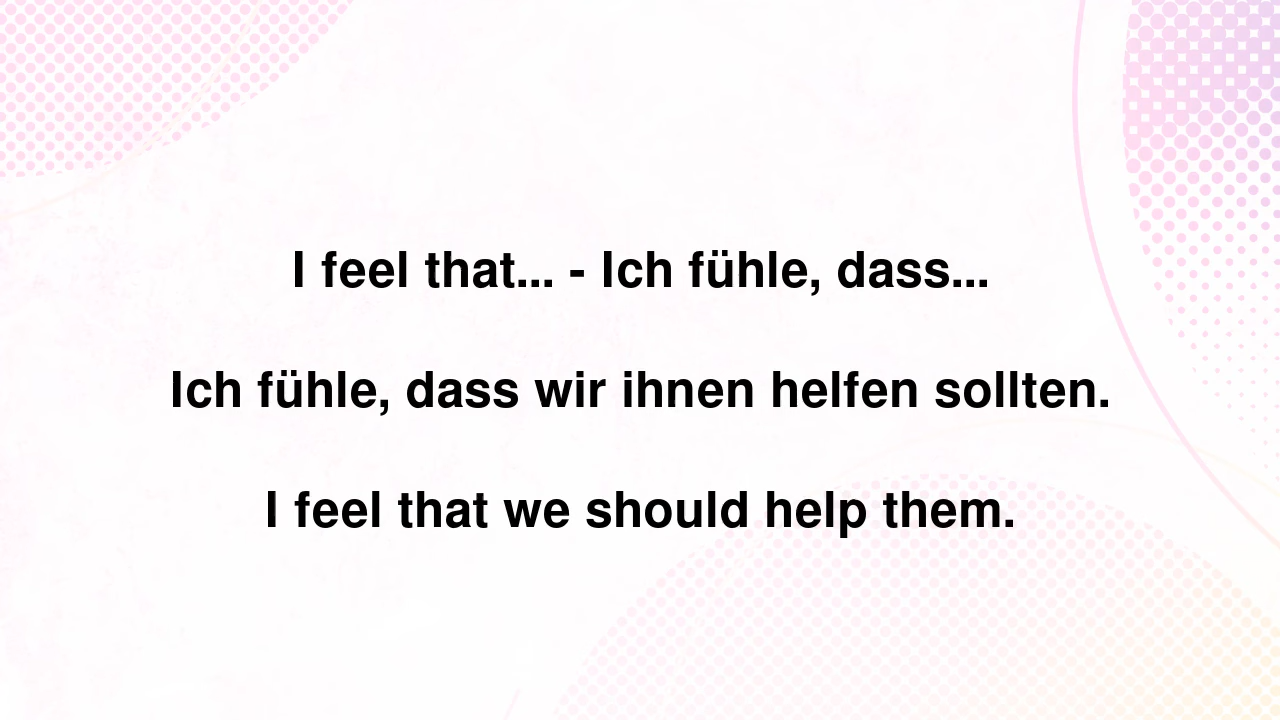 I feel that... - Ich fühle, dass...
Ich fühle, dass wir ihnen helfen sollten.
I feel that we should help them.